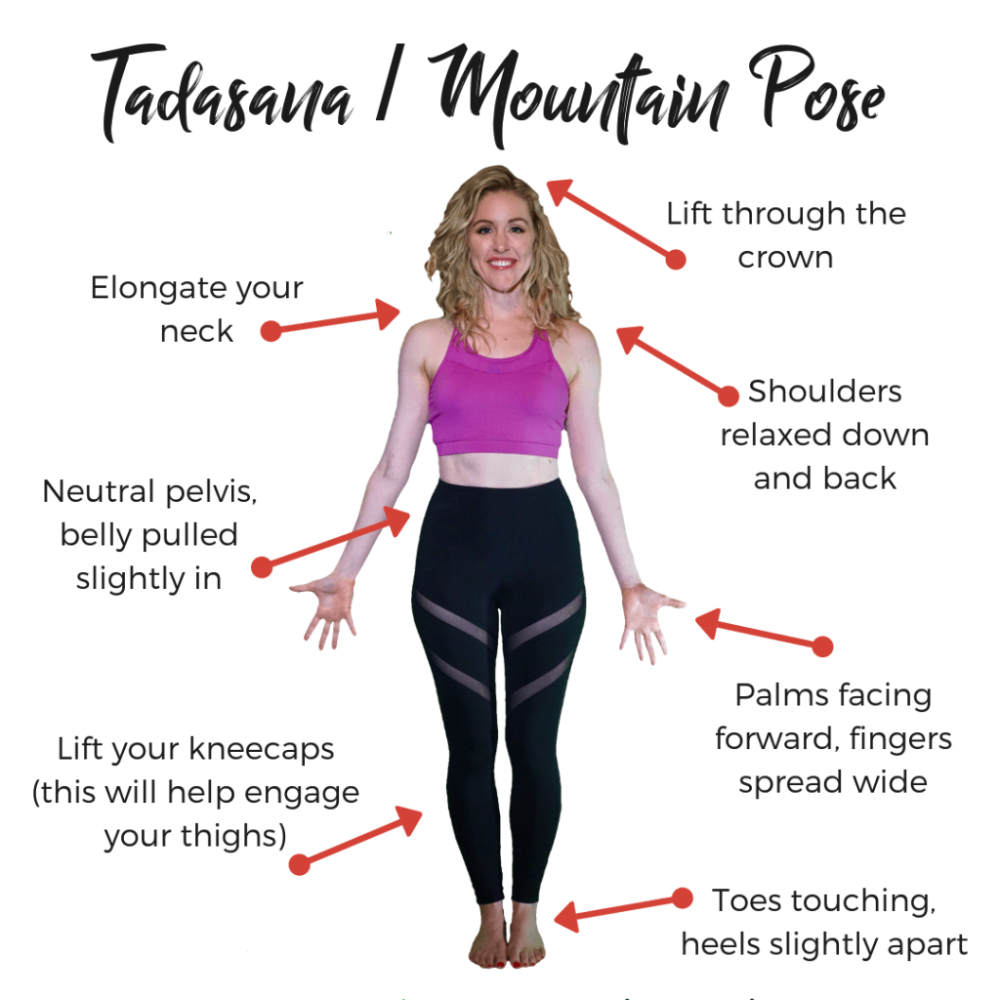 Tadasana / Mountain Pose
Lift through the
crown
Elongate your
neck
Shoulders
relaxed down
and back
Neutral pelvis,
belly pulled
slightly in
Palms facing
forward, fingers
spread wide
Lift your kneecaps
(this will help engage
your thighs)
Toes touching,
heels slightly apart